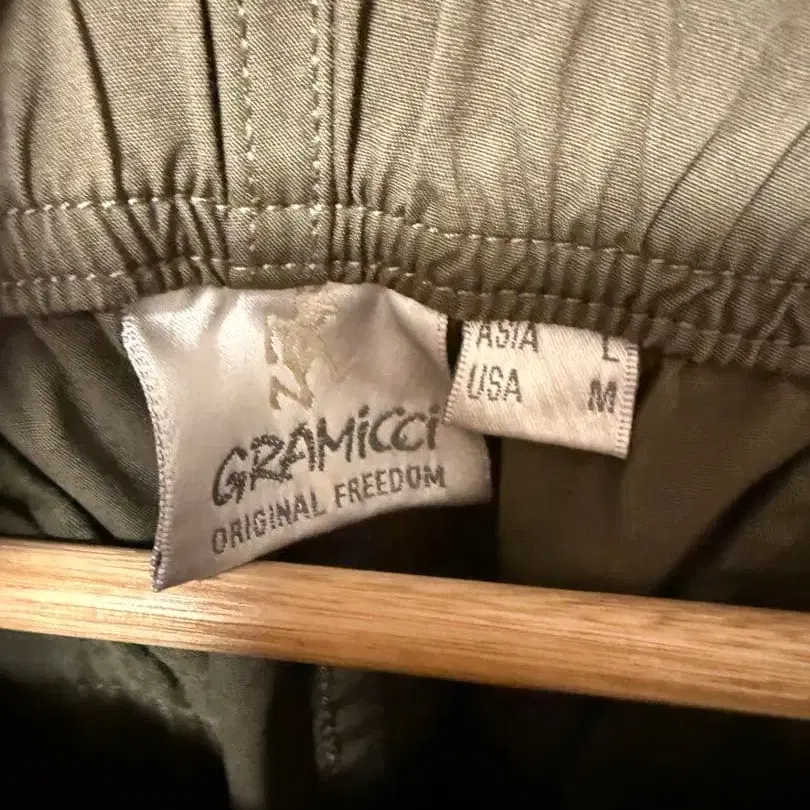 GRAMiCCi
ORIGINAL FREEDOM
ASIA L
USA M